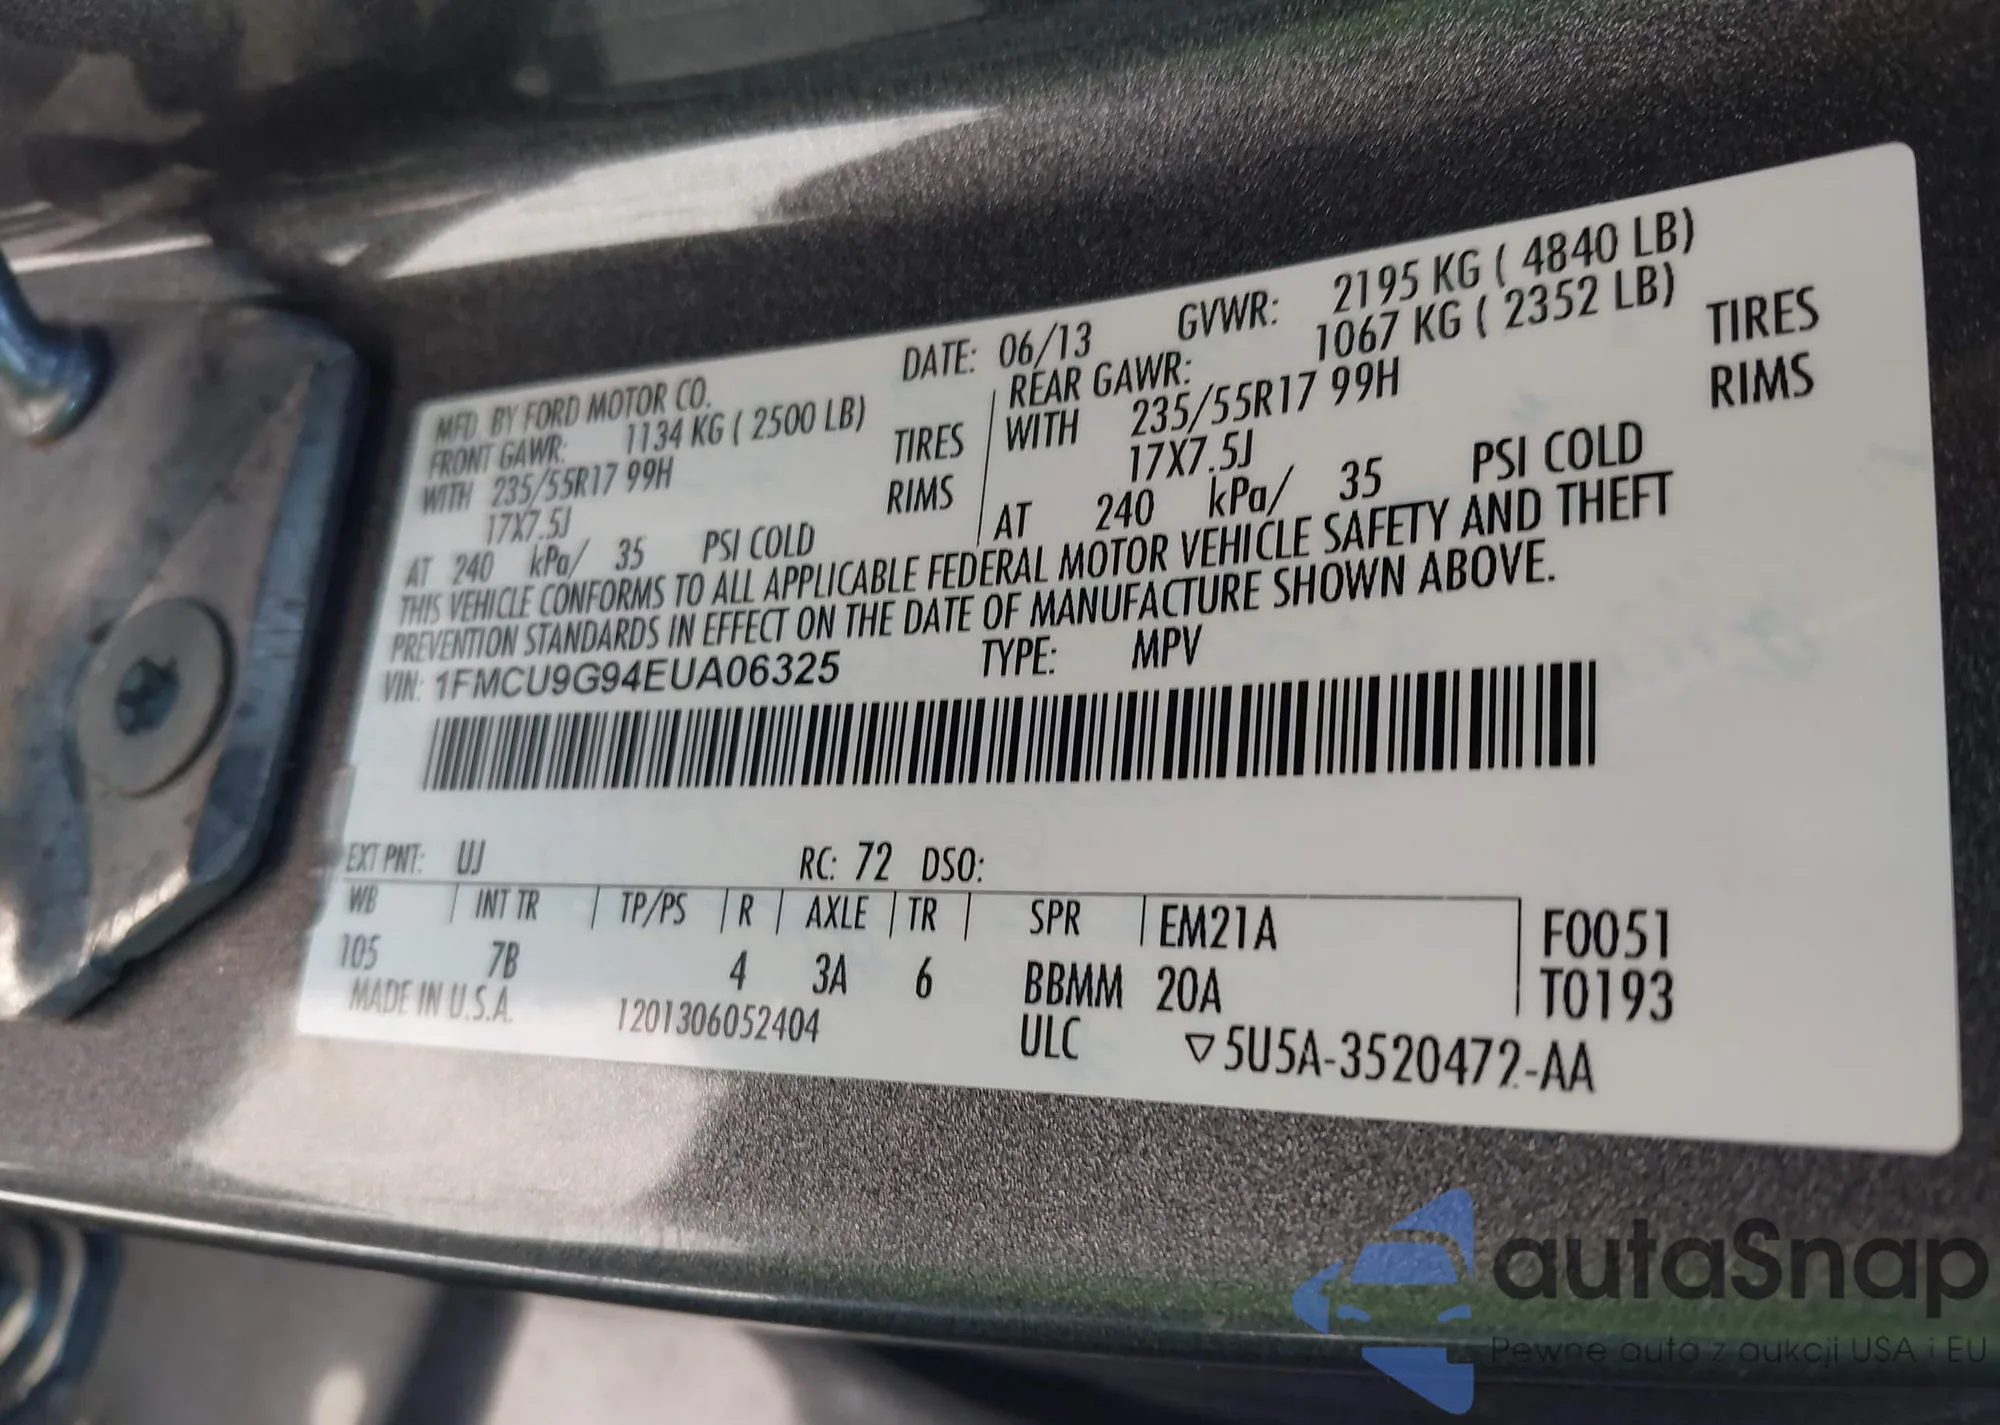 MFD. BY FORD MOTOR CO. DATE: 06/13 GVWR: 2195 KG ( 4840 LB)
FRONT GAWR: 1134 KG ( 2500 LB) REAR GAWR: 1067 KG ( 2352 LB)
WITH 235/55R17 99H TIRES WITH 235/55R17 99H TIRES
17X7.5J RIMS 17X7.5J RIMS
AT 240 kPa/ 35 PSI COLD AT 240 kPa/ 35 PSI COLD
THIS VEHICLE CONFORMS TO ALL APPLICABLE FEDERAL MOTOR VEHICLE SAFETY AND THEFT
PREVENTION STANDARDS IN EFFECT ON THE DATE OF MANUFACTURE SHOWN ABOVE.
VIN: 1FMCU9G94EUA06325 TYPE: MPV
EXT PNT: UJ RC: 72 DSO:
WB INT TR TP/PS R AXLE TR SPR EM21A F0051
105 7B 4 3A 6 BBMM 20A T0193
MADE IN U.S.A. 1201306052404 ULC ▽5U5A-3520472-AA
autaSnap
Pewne auta z aukcji USA i EU